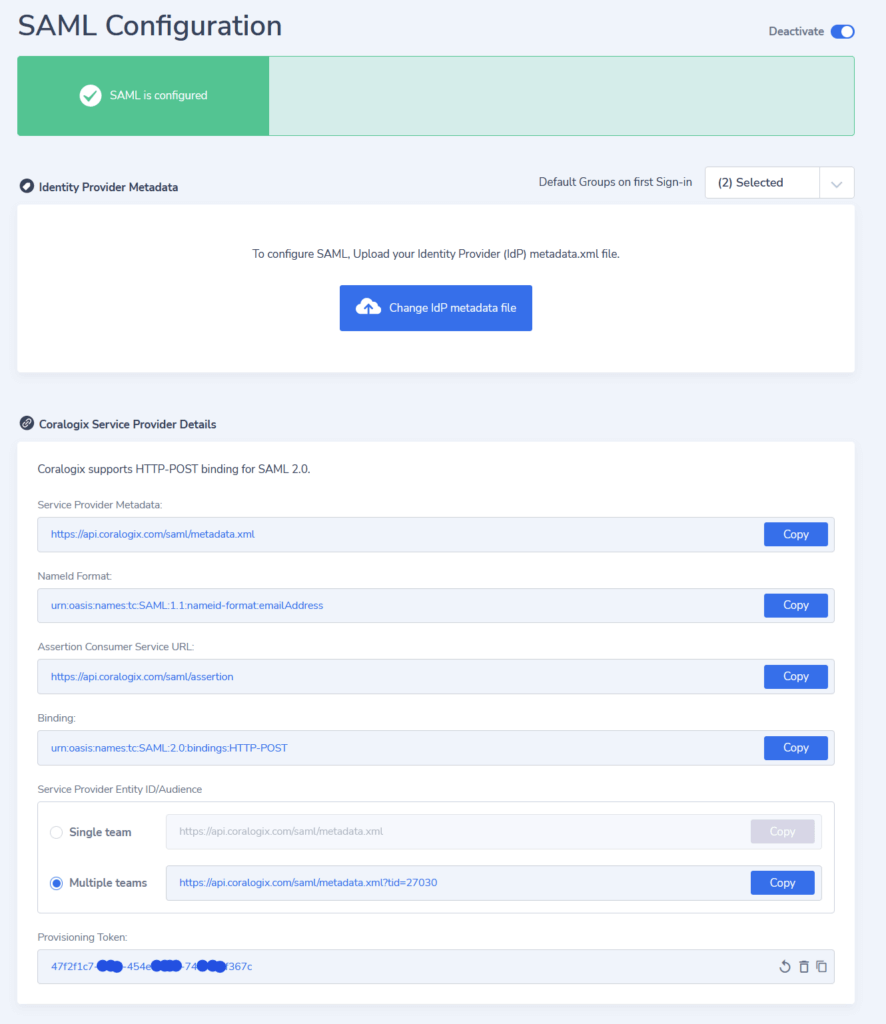 SAML Configuration
Deactivate
SAML is configured
Identity Provider Metadata
Default Groups on first Sign-in
(2) Selected
To configure SAML, Upload your Identity Provider (IdP) metadata.xml file.
Change IdP metadata file
Coralogix Service Provider Details
Coralogix supports HTTP-POST binding for SAML 2.0.
Service Provider Metadata:
https://api.coralogix.com/saml/metadata.xml
Copy
NameId Format:
urn:oasis:names:tc:SAML:1.1:nameid-format:emailAddress
Copy
Assertion Consumer Service URL:
https://api.coralogix.com/saml/assertion
Copy
Binding:
urn:oasis:names:tc:SAML:2.0:bindings:HTTP-POST
Copy
Service Provider Entity ID/Audience
Single team
https://api.coralogix.com/saml/metadata.xml
Copy
Multiple teams
https://api.coralogix.com/saml/metadata.xml?tid=27030
Copy
Provisioning Token:
47f2f1c7- -454e -74 f367c